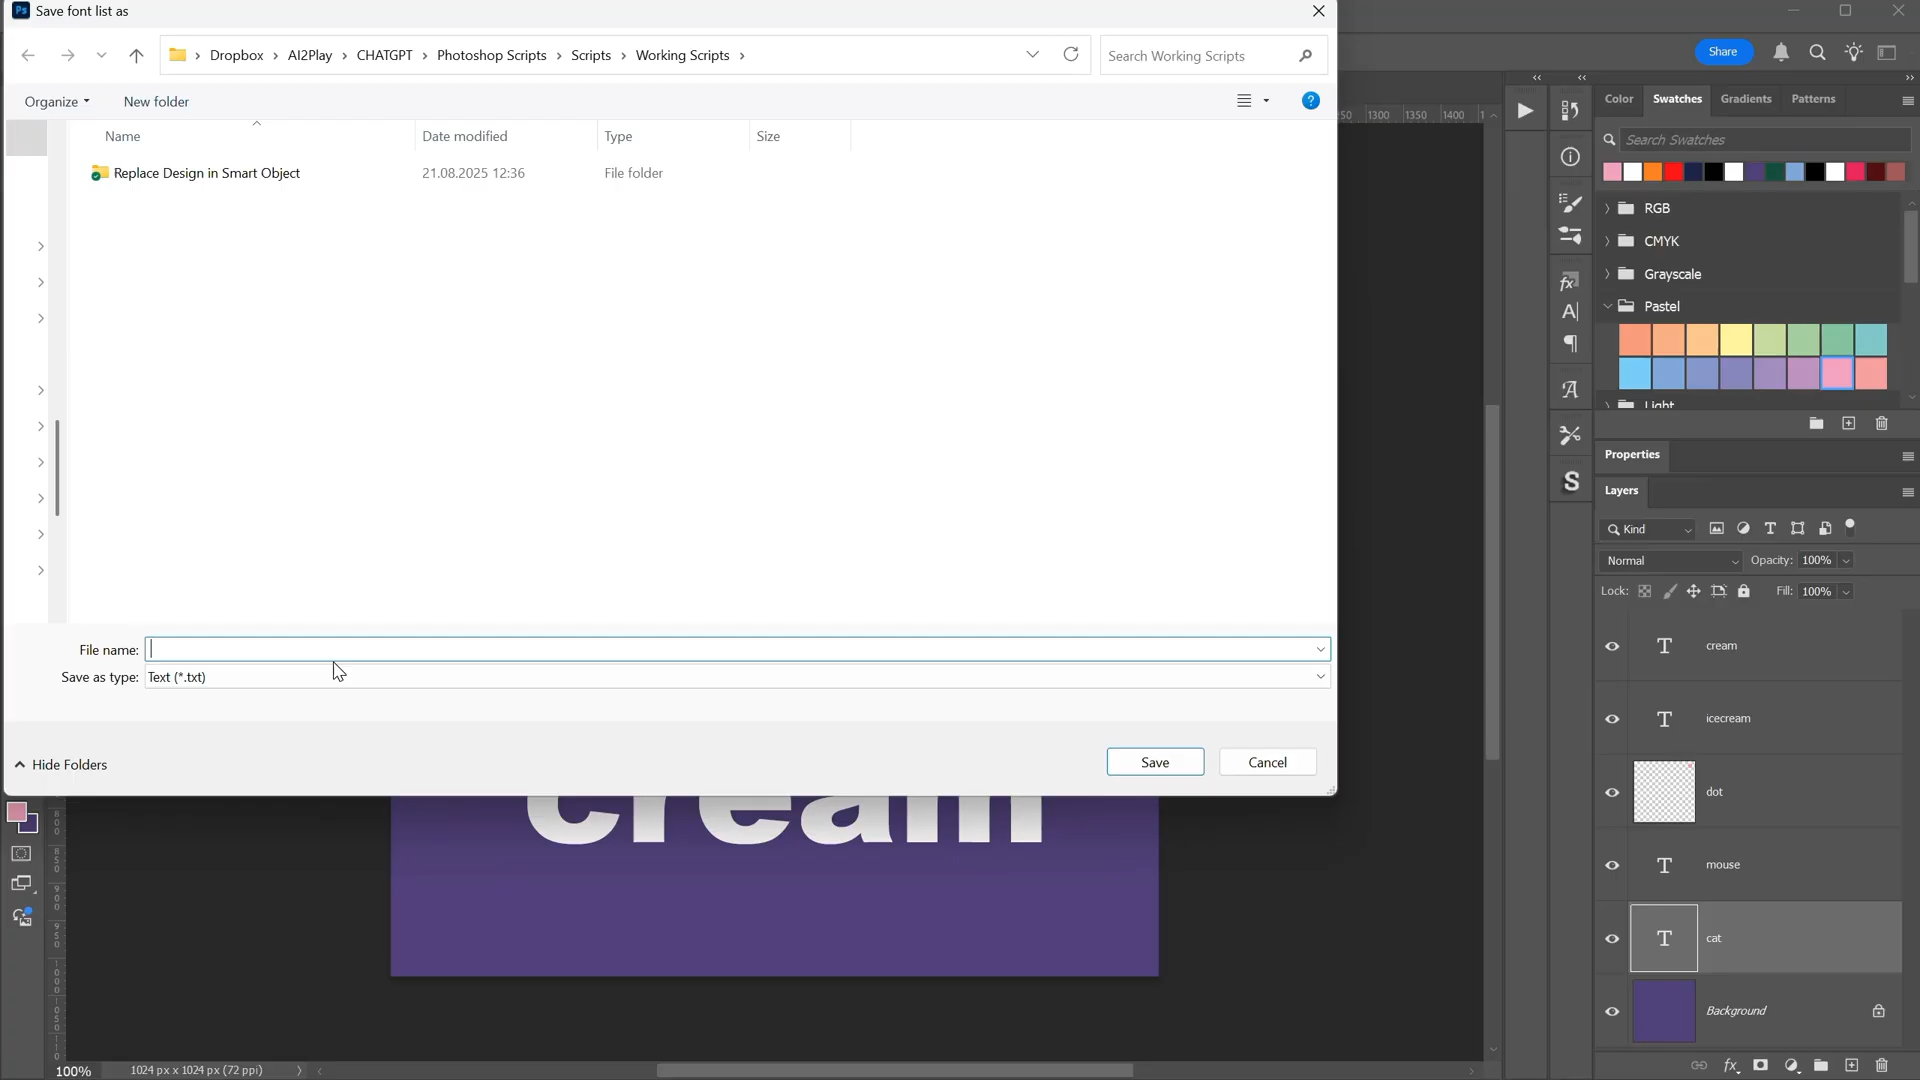 Ps Save font list as
Dropbox > AI2Play > CHATGPT > Photoshop Scripts > Scripts > Working Scripts >
Search Working Scripts
Share
Organize
New folder
?
Name
Date modified
Type
Size
Replace Design in Smart Object
21.08.2025 12:36
File folder
File name:
Save as type: Text (*.txt)
Hide Folders
Save
Cancel
1300 1350 1400
Color
Swatches
Gradients
Patterns
Search Swatches
RGB
CMYK
Grayscale
Pastel
Light
Properties
Layers
Kind
Normal
Opacity: 100%
Lock:
Fill: 100%
cream
icecream
dot
mouse
cat
Background
cream
100%
1024 px x 1024 px (72 ppi)